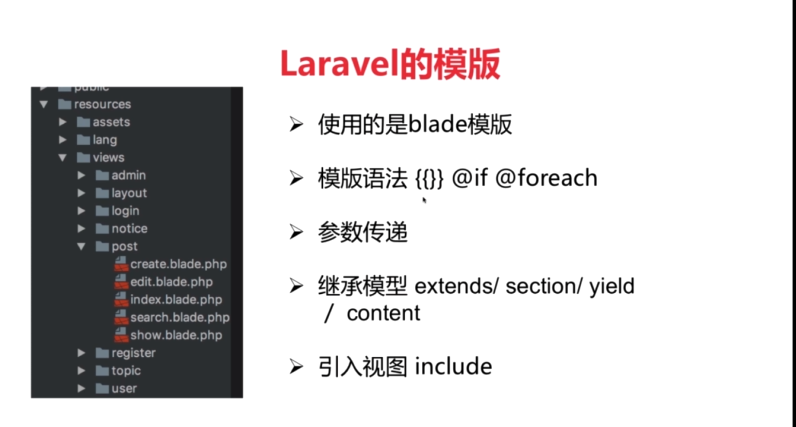 Laravel的模版
public
resources
assets
lang
views
admin
layout
login
notice
post
create.blade.php
edit.blade.php
index.blade.php
search.blade.php
show.blade.php
register
topic
user
➢ 使用的是blade模版
➢ 模版语法 {{}} @if @foreach
➢ 参数传递
➢ 继承模型 extends/ section/ yield
/ content
➢ 引入视图 include